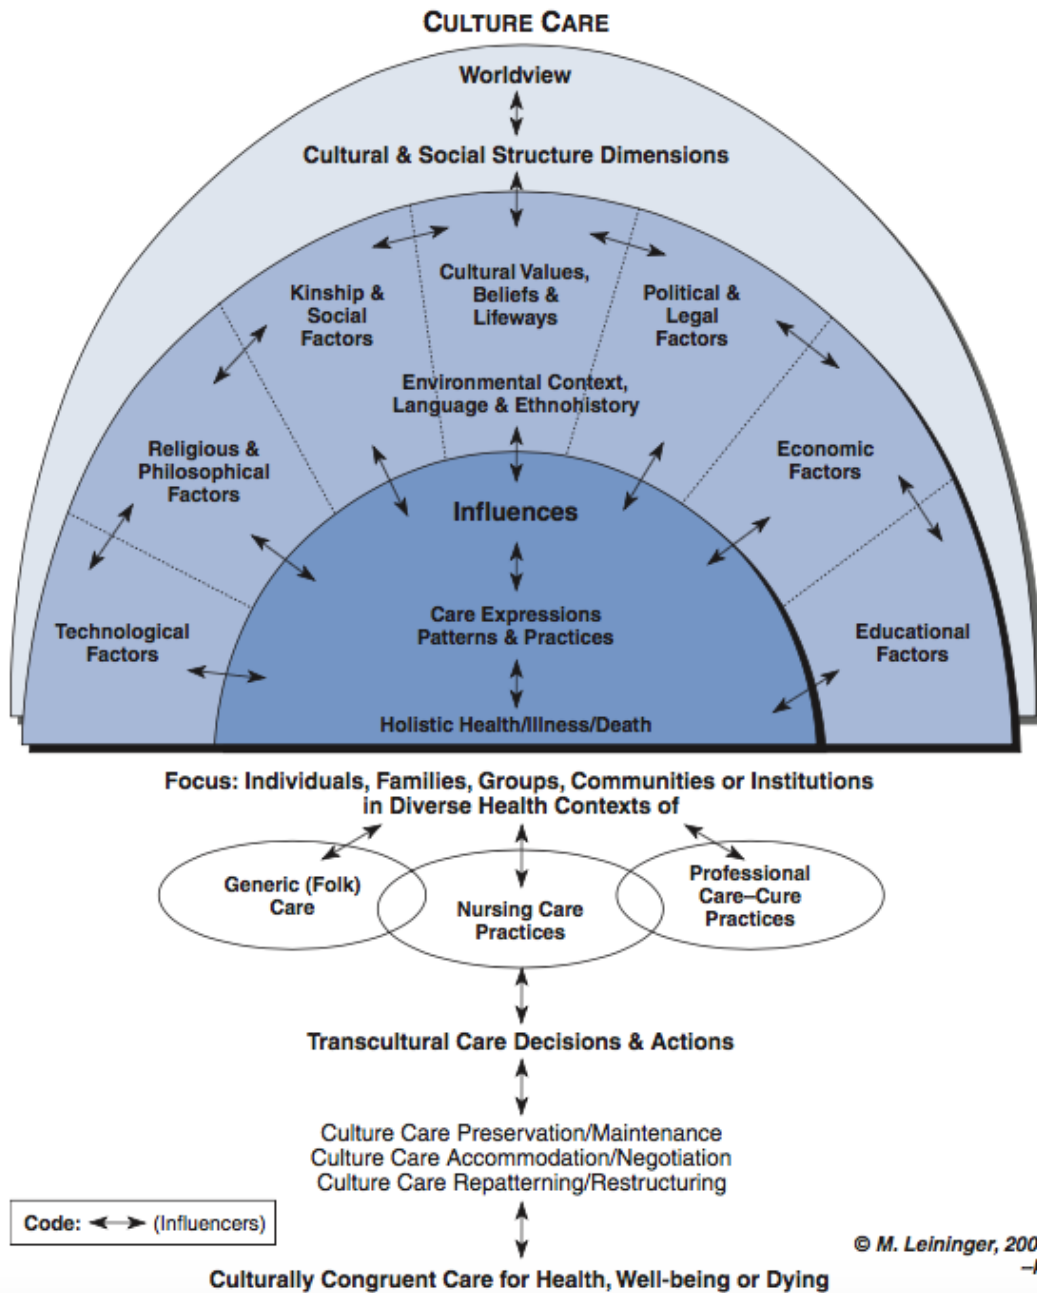 CULTURE CARE
Worldview
Cultural & Social Structure Dimensions
Kinship &
Social
Factors
Cultural Values,
Beliefs &
Lifeways
Political &
Legal
Factors
Environmental Context,
Language & Ethnohistory
Religious &
Philosophical
Factors
Economic
Factors
Influences
Technological
Factors
Care Expressions
Patterns & Practices
Educational
Factors
Holistic Health/Illness/Death
Focus: Individuals, Families, Groups, Communities or Institutions
in Diverse Health Contexts of
Generic (Folk)
Care
Nursing Care
Practices
Professional
Care–Cure
Practices
Transcultural Care Decisions & Actions
Culture Care Preservation/Maintenance
Culture Care Accommodation/Negotiation
Culture Care Repatterning/Restructuring
Code: (Influencers)
© M. Leininger, 200
Culturally Congruent Care for Health, Well-being or Dying